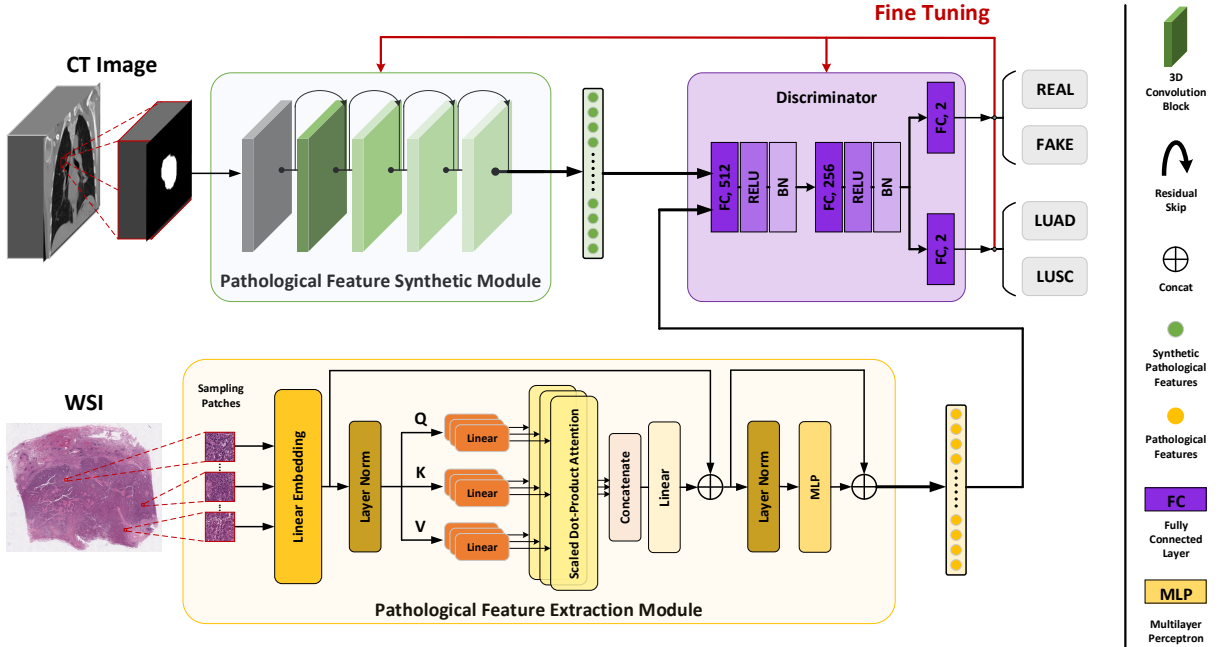 Fine Tuning
CT Image
Pathological Feature Synthetic Module
Discriminator
FC, 512
RELU
BN
FC, 256
RELU
BN
FC, 2
FC, 2
REAL
FAKE
LUAD
LUSC
WSI
Sampling
Patches
Linear Embedding
Layer Norm
Q
K
V
Linear
Linear
Linear
Scaled Dot-Product Attention
Concatenate
Linear
Layer Norm
MLP
Pathological Feature Extraction Module
3D
Convolution
Block
Residual
Skip
Concat
Synthetic
Pathological
Features
Pathological
Features
FC
Fully
Connected
Layer
MLP
Multilayer
Perceptron